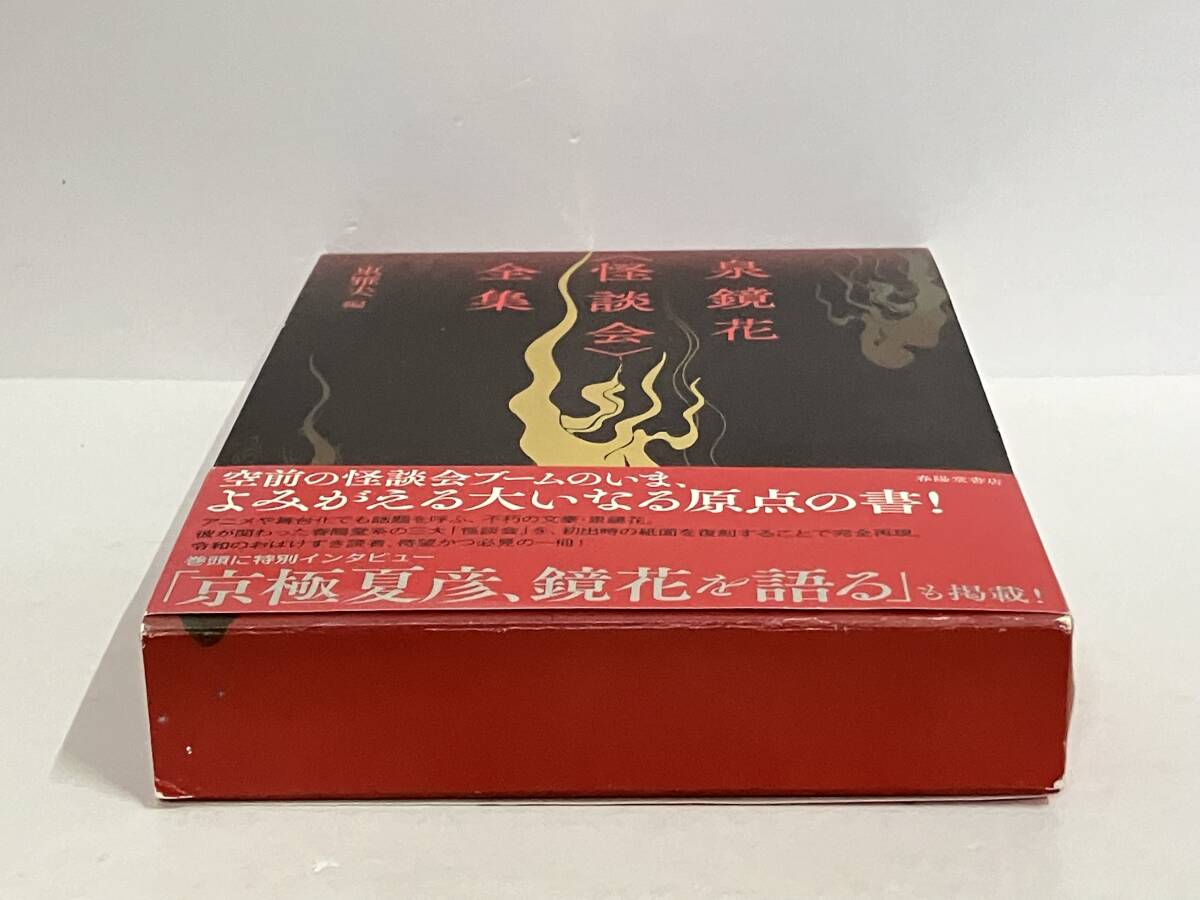 泉鏡花
〈怪談会〉
全集
東雅夫 編
空前の怪談会ブームのいま、
よみがえる大いなる原点の書!
春陽堂書店
アニメや舞台化でも話題を呼ぶ、不朽の文豪・泉鏡花。
彼が関わった春陽堂系の三大「怪談会」を、初出時の紙面を復刻することで完全再現。
令和のおばけずき読者、待望かつ必見の一冊!
巻頭に特別インタビュー
「京極夏彦、鏡花を語る」も掲載!